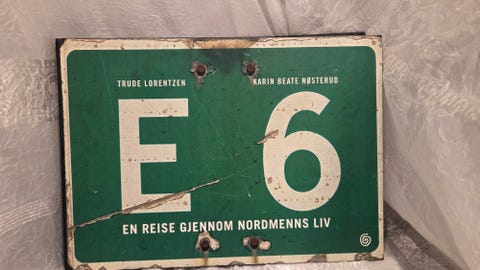 TRUDE LORENTZEN KARIN BEATE NØSTERUD
E6
EN REISE GJENNOM NORDMENNS LIV